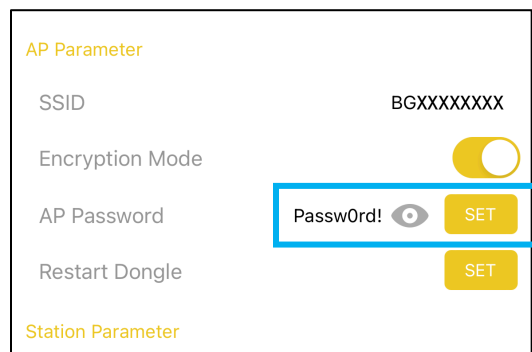 AP Parameter
SSID BGXXXXXXXX
Encryption Mode
AP Password Passw0rd! SET
Restart Dongle SET
Station Parameter